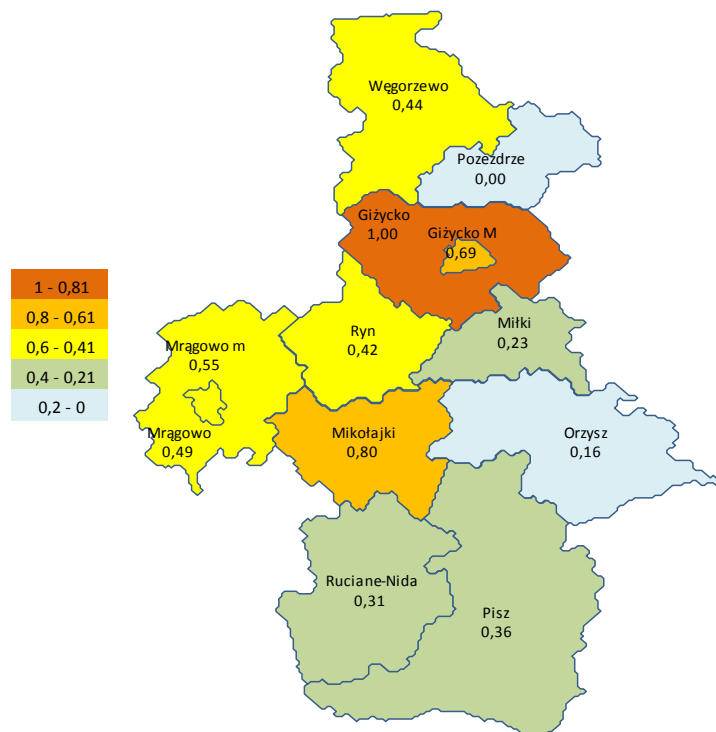 Węgorzewo
0,44
Pozezdrze
0,00
Giżycko
1,00
Giżycko M
0,69
1 - 0,81
0,8 - 0,61
0,6 - 0,41
0,4 - 0,21
0,2 - 0
Ryn
0,42
Miłki
0,23
Mrągowo m
0,55
Mrągowo
0,49
Mikołajki
0,80
Orzysz
0,16
Ruciane-Nida
0,31
Pisz
0,36